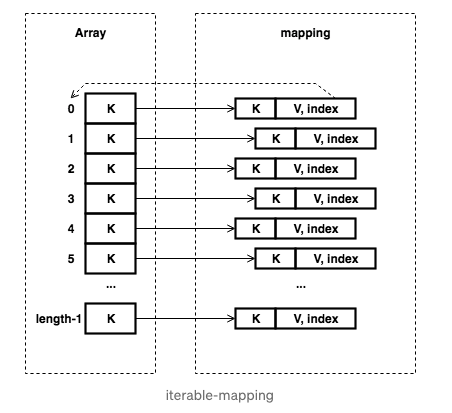 Array mapping
0 K K V, index
1 K K V, index
2 K K V, index
3 K K V, index
4 K K V, index
5 K K V, index
... ...
length-1 K K V, index
iterable-mapping